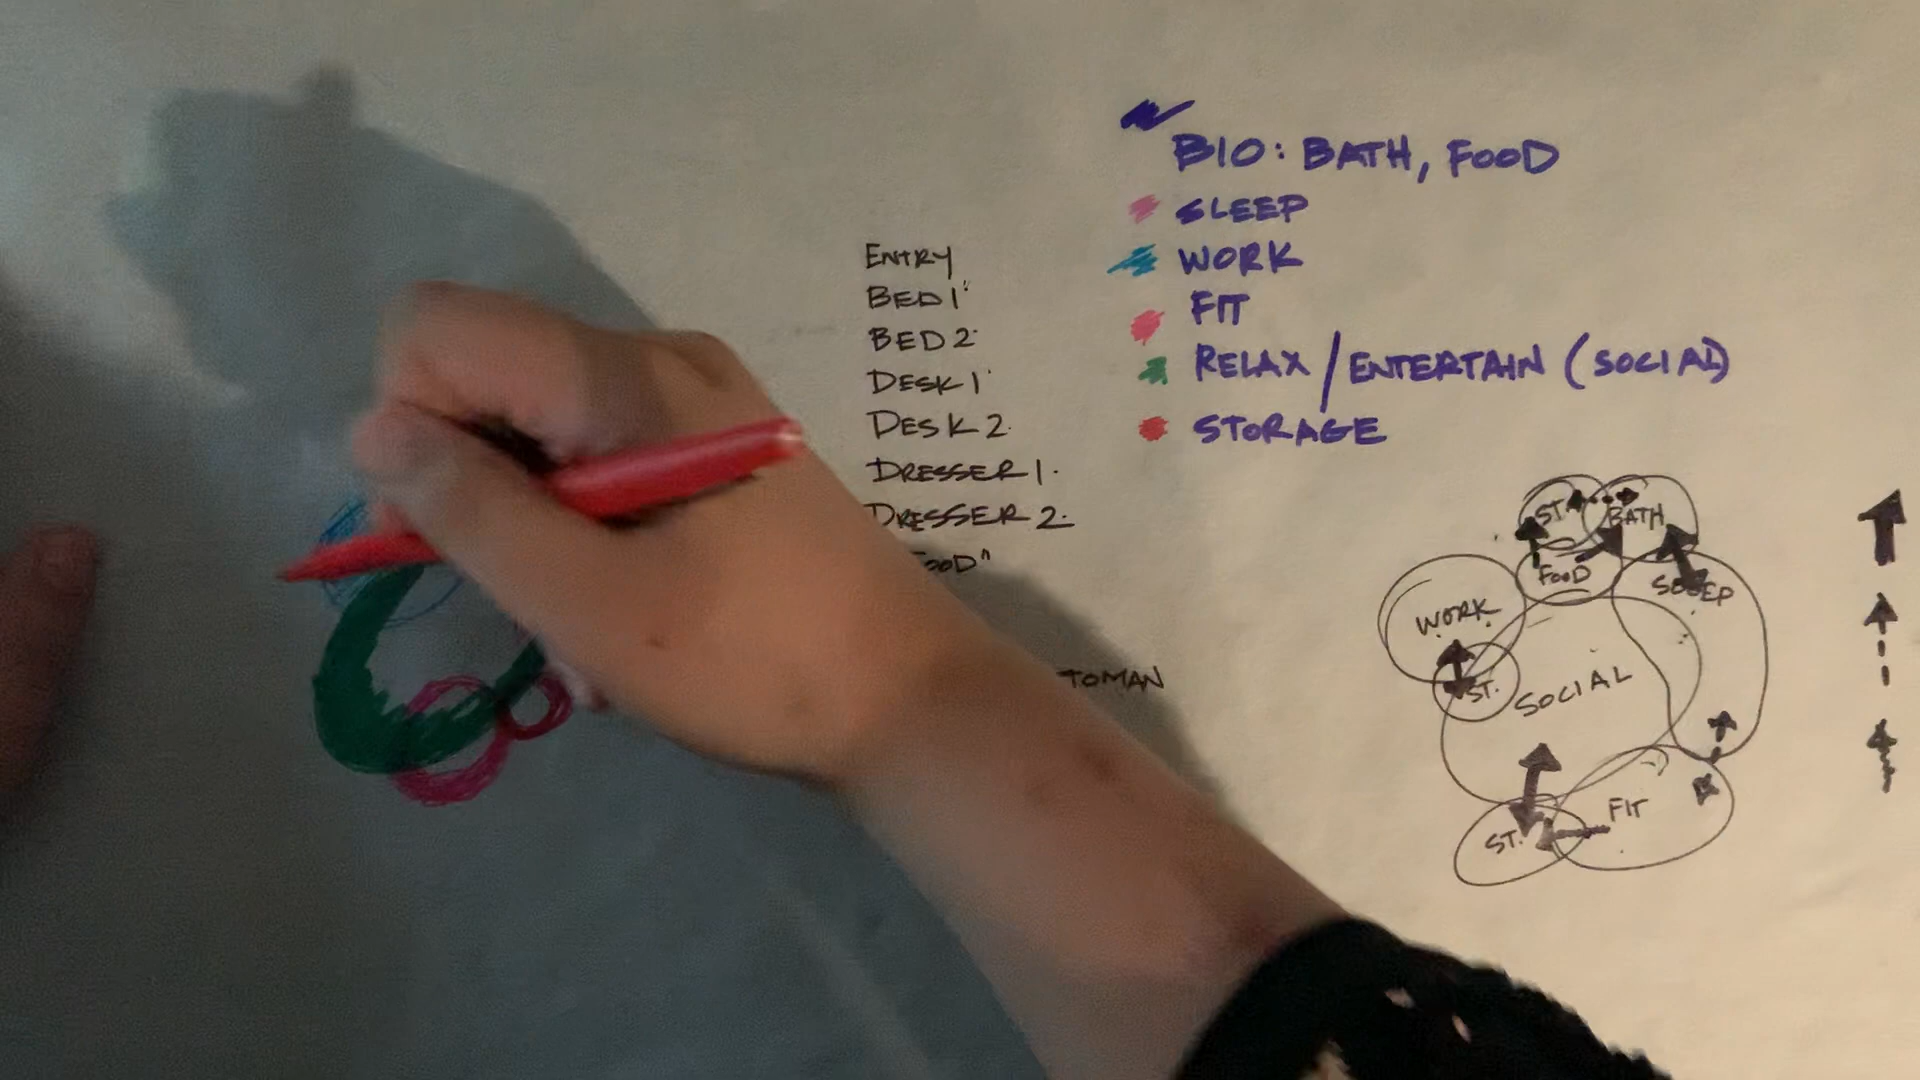 BIO: BATH, FOOD
SLEEP
WORK
FIT
RELAX / ENTERTAIN (SOCIAL)
STORAGE
ENTRY
BED 1
BED 2
DESK 1
DESK 2
DRESSER 1
DRESSER 2
ST.
BATH
FOOD
SLEEP
WORK
ST.
SOCIAL
FIT
ST.